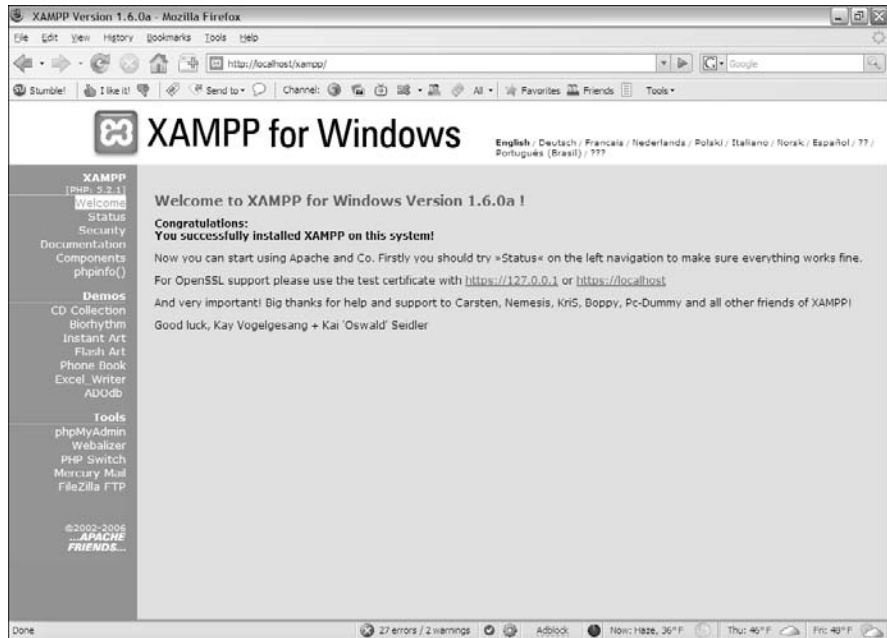 XAMPP Version 1.6.0a - Mozilla Firefox
File Edit View History Bookmarks Tools Help
http://localhost/xampp/
Google
Stumble! I like it! Send to Channel: All Favorites Friends Tools
XAMPP for Windows
English / Deutsch / Francais / Nederlands / Polski / Italiano / Norsk / Español / ?? /
Português (Brasil) / ???
XAMPP
[PHP: 5.2.1]
Welcome
Status
Security
Documentation
Components
phpinfo()
Demos
CD Collection
Biorhythm
Instant Art
Flash Art
Phone Book
Excel_Writer
ADOdb
Tools
phpMyAdmin
Webalizer
PHP Switch
Mercury Mail
FileZilla FTP
©2002-2006
...APACHE
FRIENDS...
Welcome to XAMPP for Windows Version 1.6.0a !
Congratulations:
You successfully installed XAMPP on this system!
Now you can start using Apache and Co. Firstly you should try »Status« on the left navigation to make sure everything works fine.
For OpenSSL support please use the test certificate with https://127.0.0.1 or https://localhost
And very important! Big thanks for help and support to Carsten, Nemesis, KriS, Boppy, Pc-Dummy and all other friends of XAMPP!
Good luck, Kay Vogelgesang + Kai 'Oswald' Seidler
Done 27 errors / 2 warnings Adblock Now: Haze, 36°F Thu: 46°F Fri: 48°F